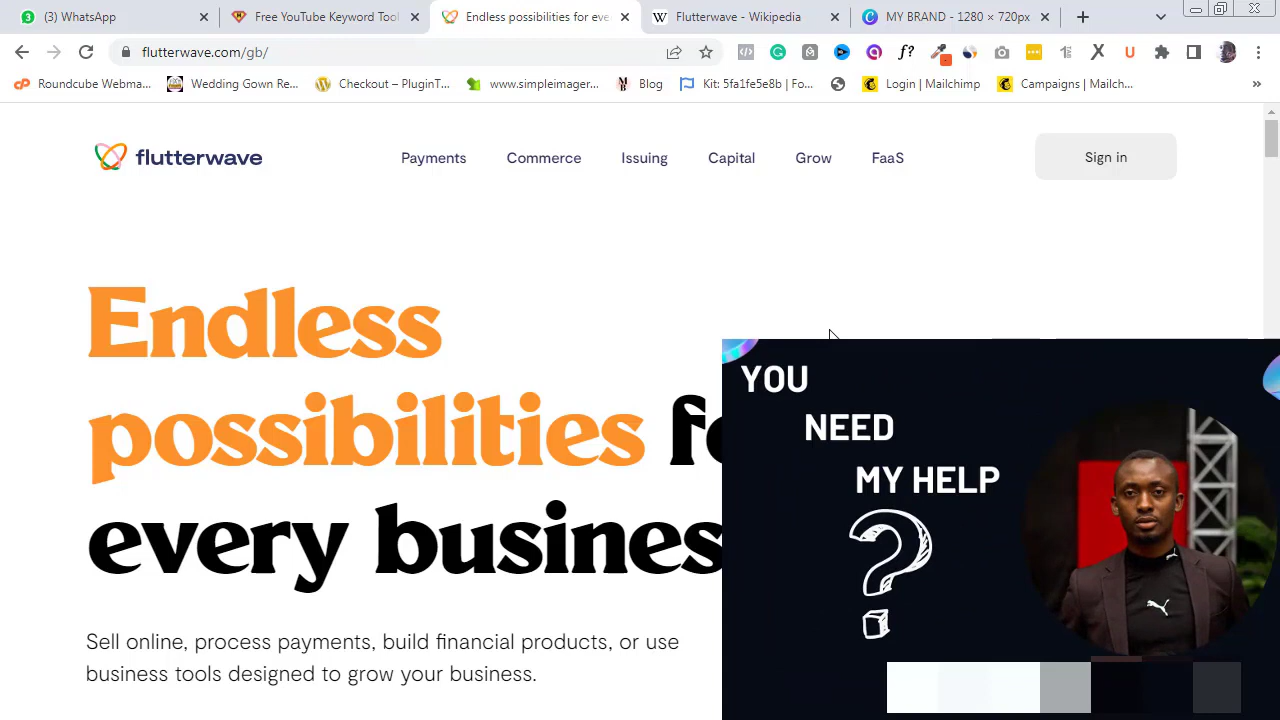 (3) WhatsApp
Free YouTube Keyword Tool
Endless possibilities for eve
Flutterwave - Wikipedia
MY BRAND - 1280 × 720px
flutterwave.com/gb/
Roundcube Webma...
Wedding Gown Re...
Checkout – PluginT...
www.simpleimager...
Blog
Kit: 5fa1fe5e8b | Fo...
Login | Mailchimp
Campaigns | Mailch...
»
flutterwave
Payments
Commerce
Issuing
Capital
Grow
FaaS
Sign in
Endless
possibilities fo
every busines
Sell online, process payments, build financial products, or use
business tools designed to grow your business.
YOU
NEED
MY HELP
?